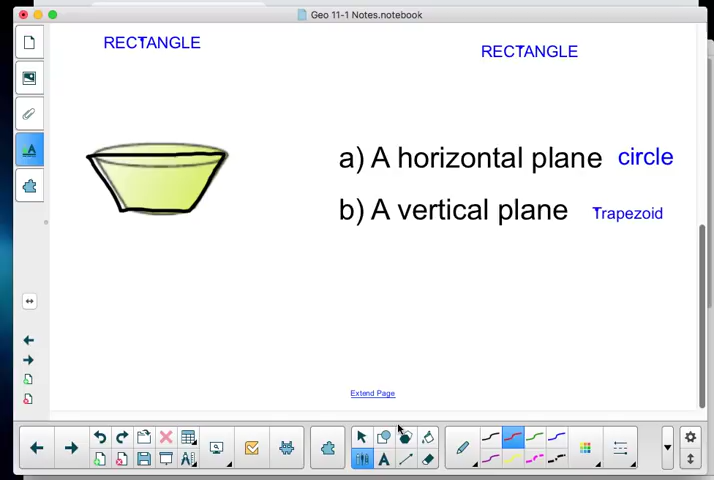 Geo 11-1 Notes.notebook
RECTANGLE
RECTANGLE
a) A horizontal plane circle
b) A vertical plane Trapezoid
Extend Page